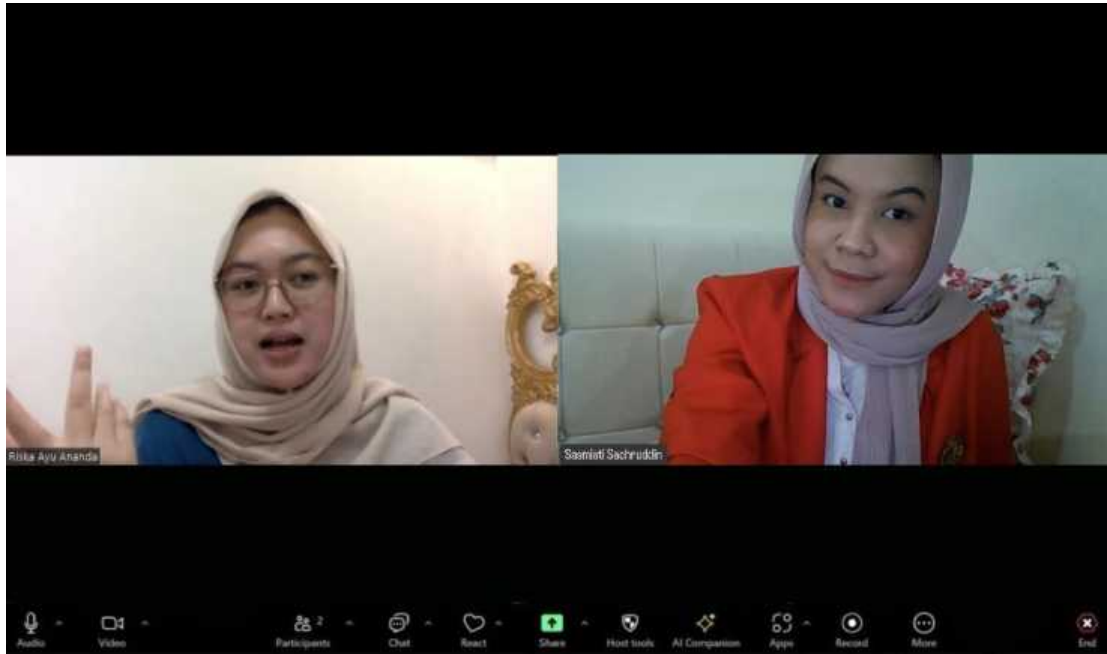 Riska Ayu Ananda
Sasmiati Sachruddin
Audio
Video
2
Participants
Chat
React
Share
Host tools
AI Companion
Apps
Record
More
End